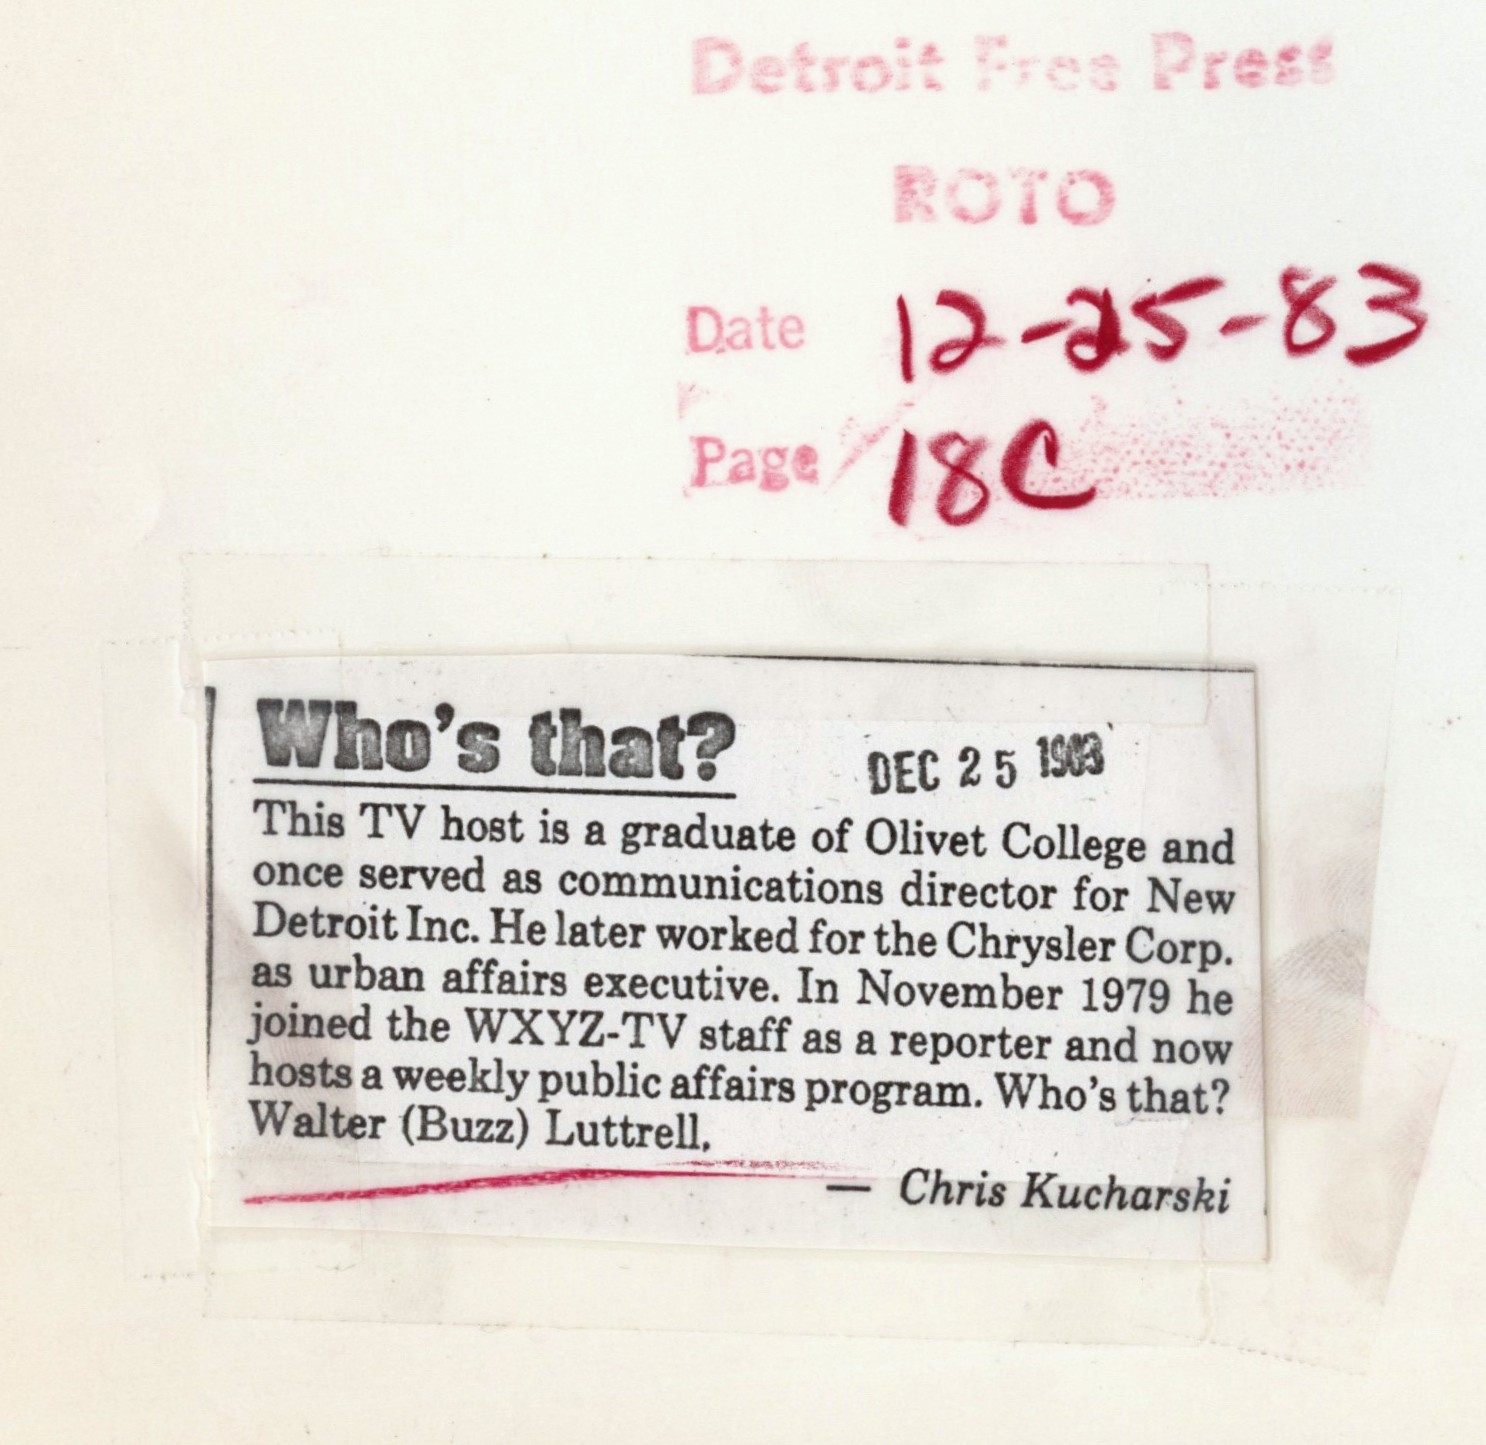 Detroit Free Press
ROTO
Date 12-25-83
Page 18C
Who's that?
DEC 25 1983
This TV host is a graduate of Olivet College and
once served as communications director for New
Detroit Inc. He later worked for the Chrysler Corp.
as urban affairs executive. In November 1979 he
joined the WXYZ-TV staff as a reporter and now
hosts a weekly public affairs program. Who's that?
Walter (Buzz) Luttrell.
— Chris Kucharski